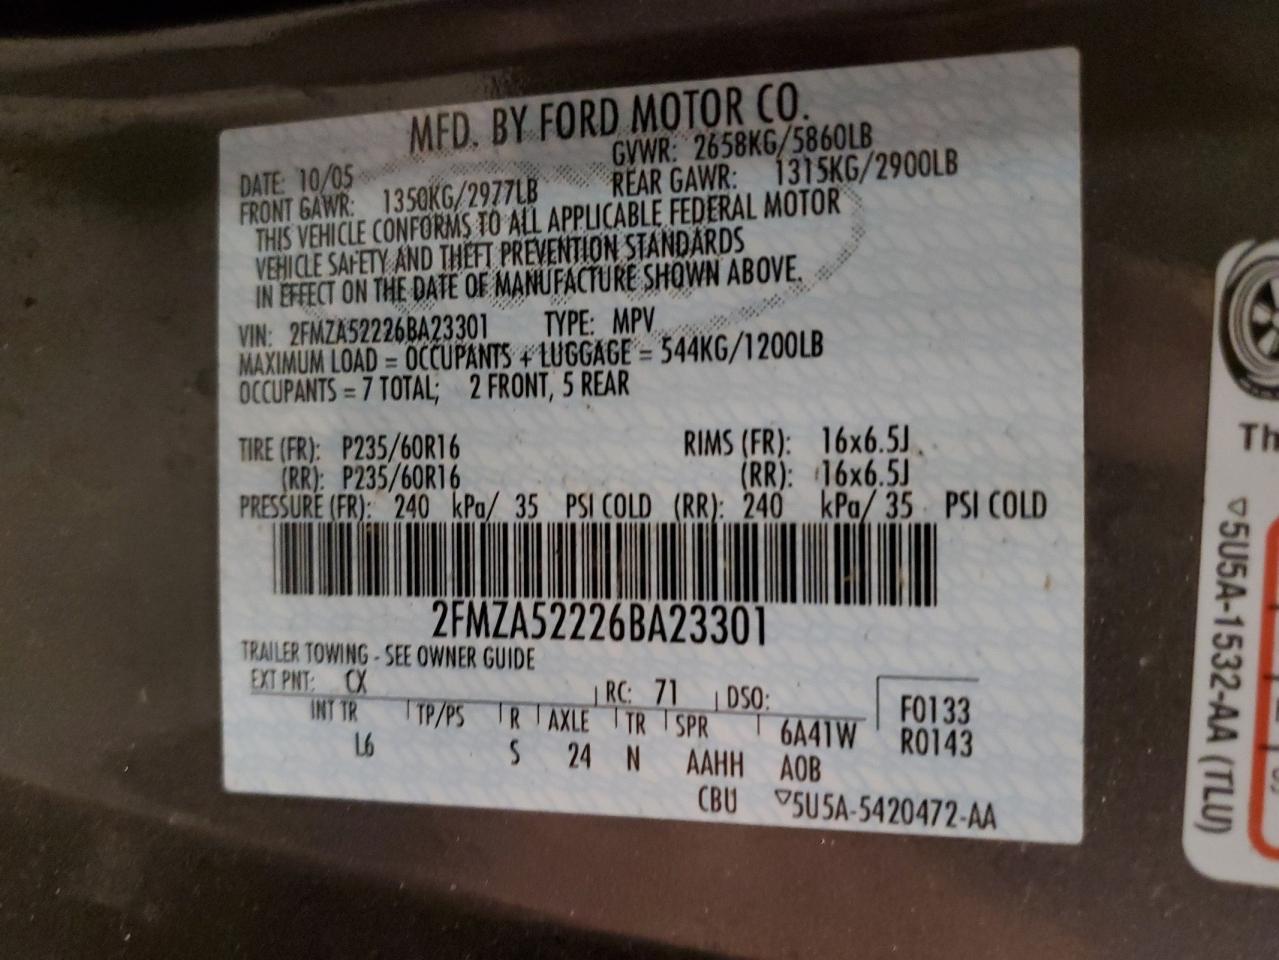 MFD. BY FORD MOTOR CO.
DATE: 10/05 GVWR: 2658KG/5860LB
FRONT GAWR: 1350KG/2977LB REAR GAWR: 1315KG/2900LB
THIS VEHICLE CONFORMS TO ALL APPLICABLE FEDERAL MOTOR
VEHICLE SAFETY AND THEFT PREVENTION STANDARDS
IN EFFECT ON THE DATE OF MANUFACTURE SHOWN ABOVE.
VIN: 2FMZA52226BA23301 TYPE: MPV
MAXIMUM LOAD = OCCUPANTS + LUGGAGE = 544KG/1200LB
OCCUPANTS = 7 TOTAL; 2 FRONT, 5 REAR
TIRE (FR): P235/60R16 RIMS (FR): 16x6.5J
(RR): P235/60R16 (RR): 16x6.5J
PRESSURE (FR): 240 kPa/ 35 PSI COLD (RR): 240 kPa/ 35 PSI COLD
2FMZA52226BA23301
TRAILER TOWING - SEE OWNER GUIDE
EXT PNT: CX RC: 71 DSO:
INT TR TP/PS R AXLE TR SPR 6A41W F0133
L6 S 24 N AAHH A0B R0143
CBU ▽5U5A-5420472-AA
Th
▽5U5A-1532-AA (TLU)